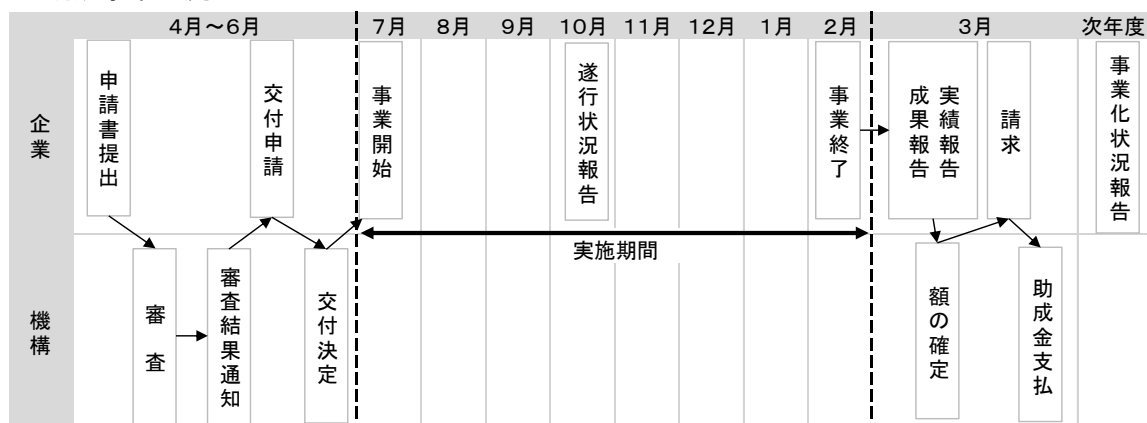 4月～6月
7月
8月
9月
10月
11月
12月
1月
2月
3月
次年度
企業
申請書提出
交付申請
事業開始
遂行状況報告
事業終了
実績報告
成果報告
請求
事業化状況報告
実施期間
機構
審査
審査結果通知
交付決定
額の確定
助成金支払